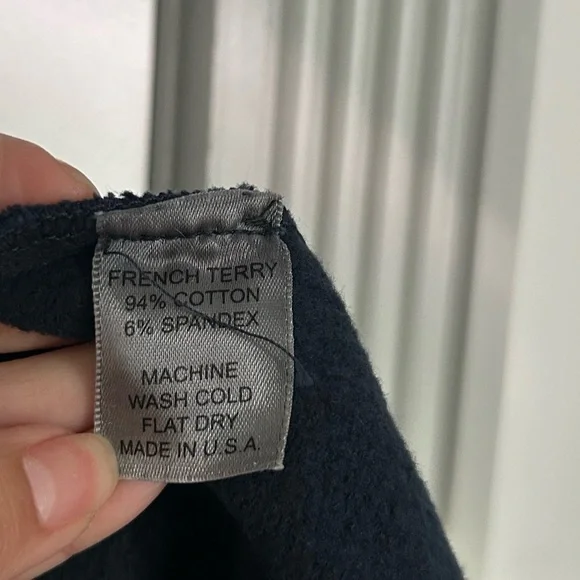 FRENCH TERRY
94% COTTON
6% SPANDEX
MACHINE
WASH COLD
FLAT DRY
MADE IN U.S.A.